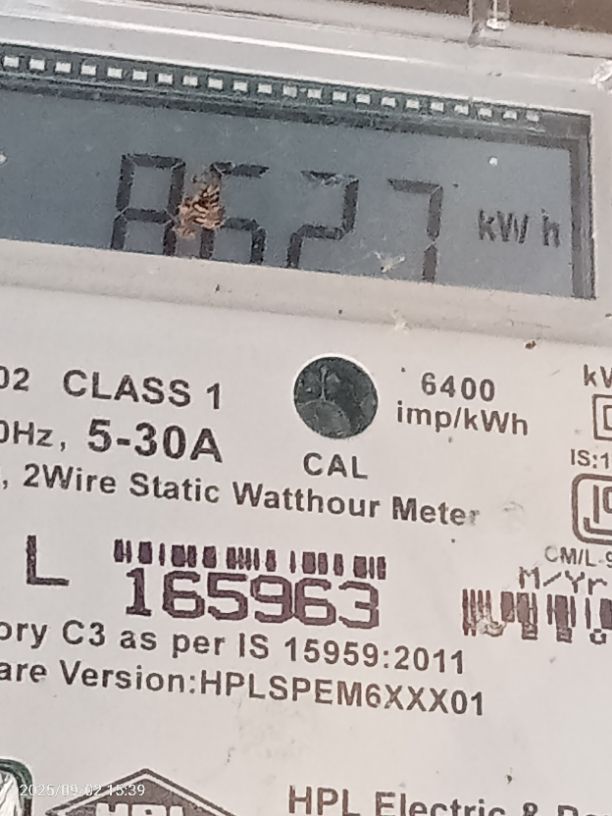 8627 kWh
02 CLASS 1
6400
imp/kWh
0Hz, 5-30A
CAL
, 2Wire Static Watthour Meter
IS:1
L
CM/L-9
165963
M/Yr
ory C3 as per IS 15959:2011
are Version:HPLSPEM6XXX01
2025/09/02 15:39
HPL
HPL Electric &